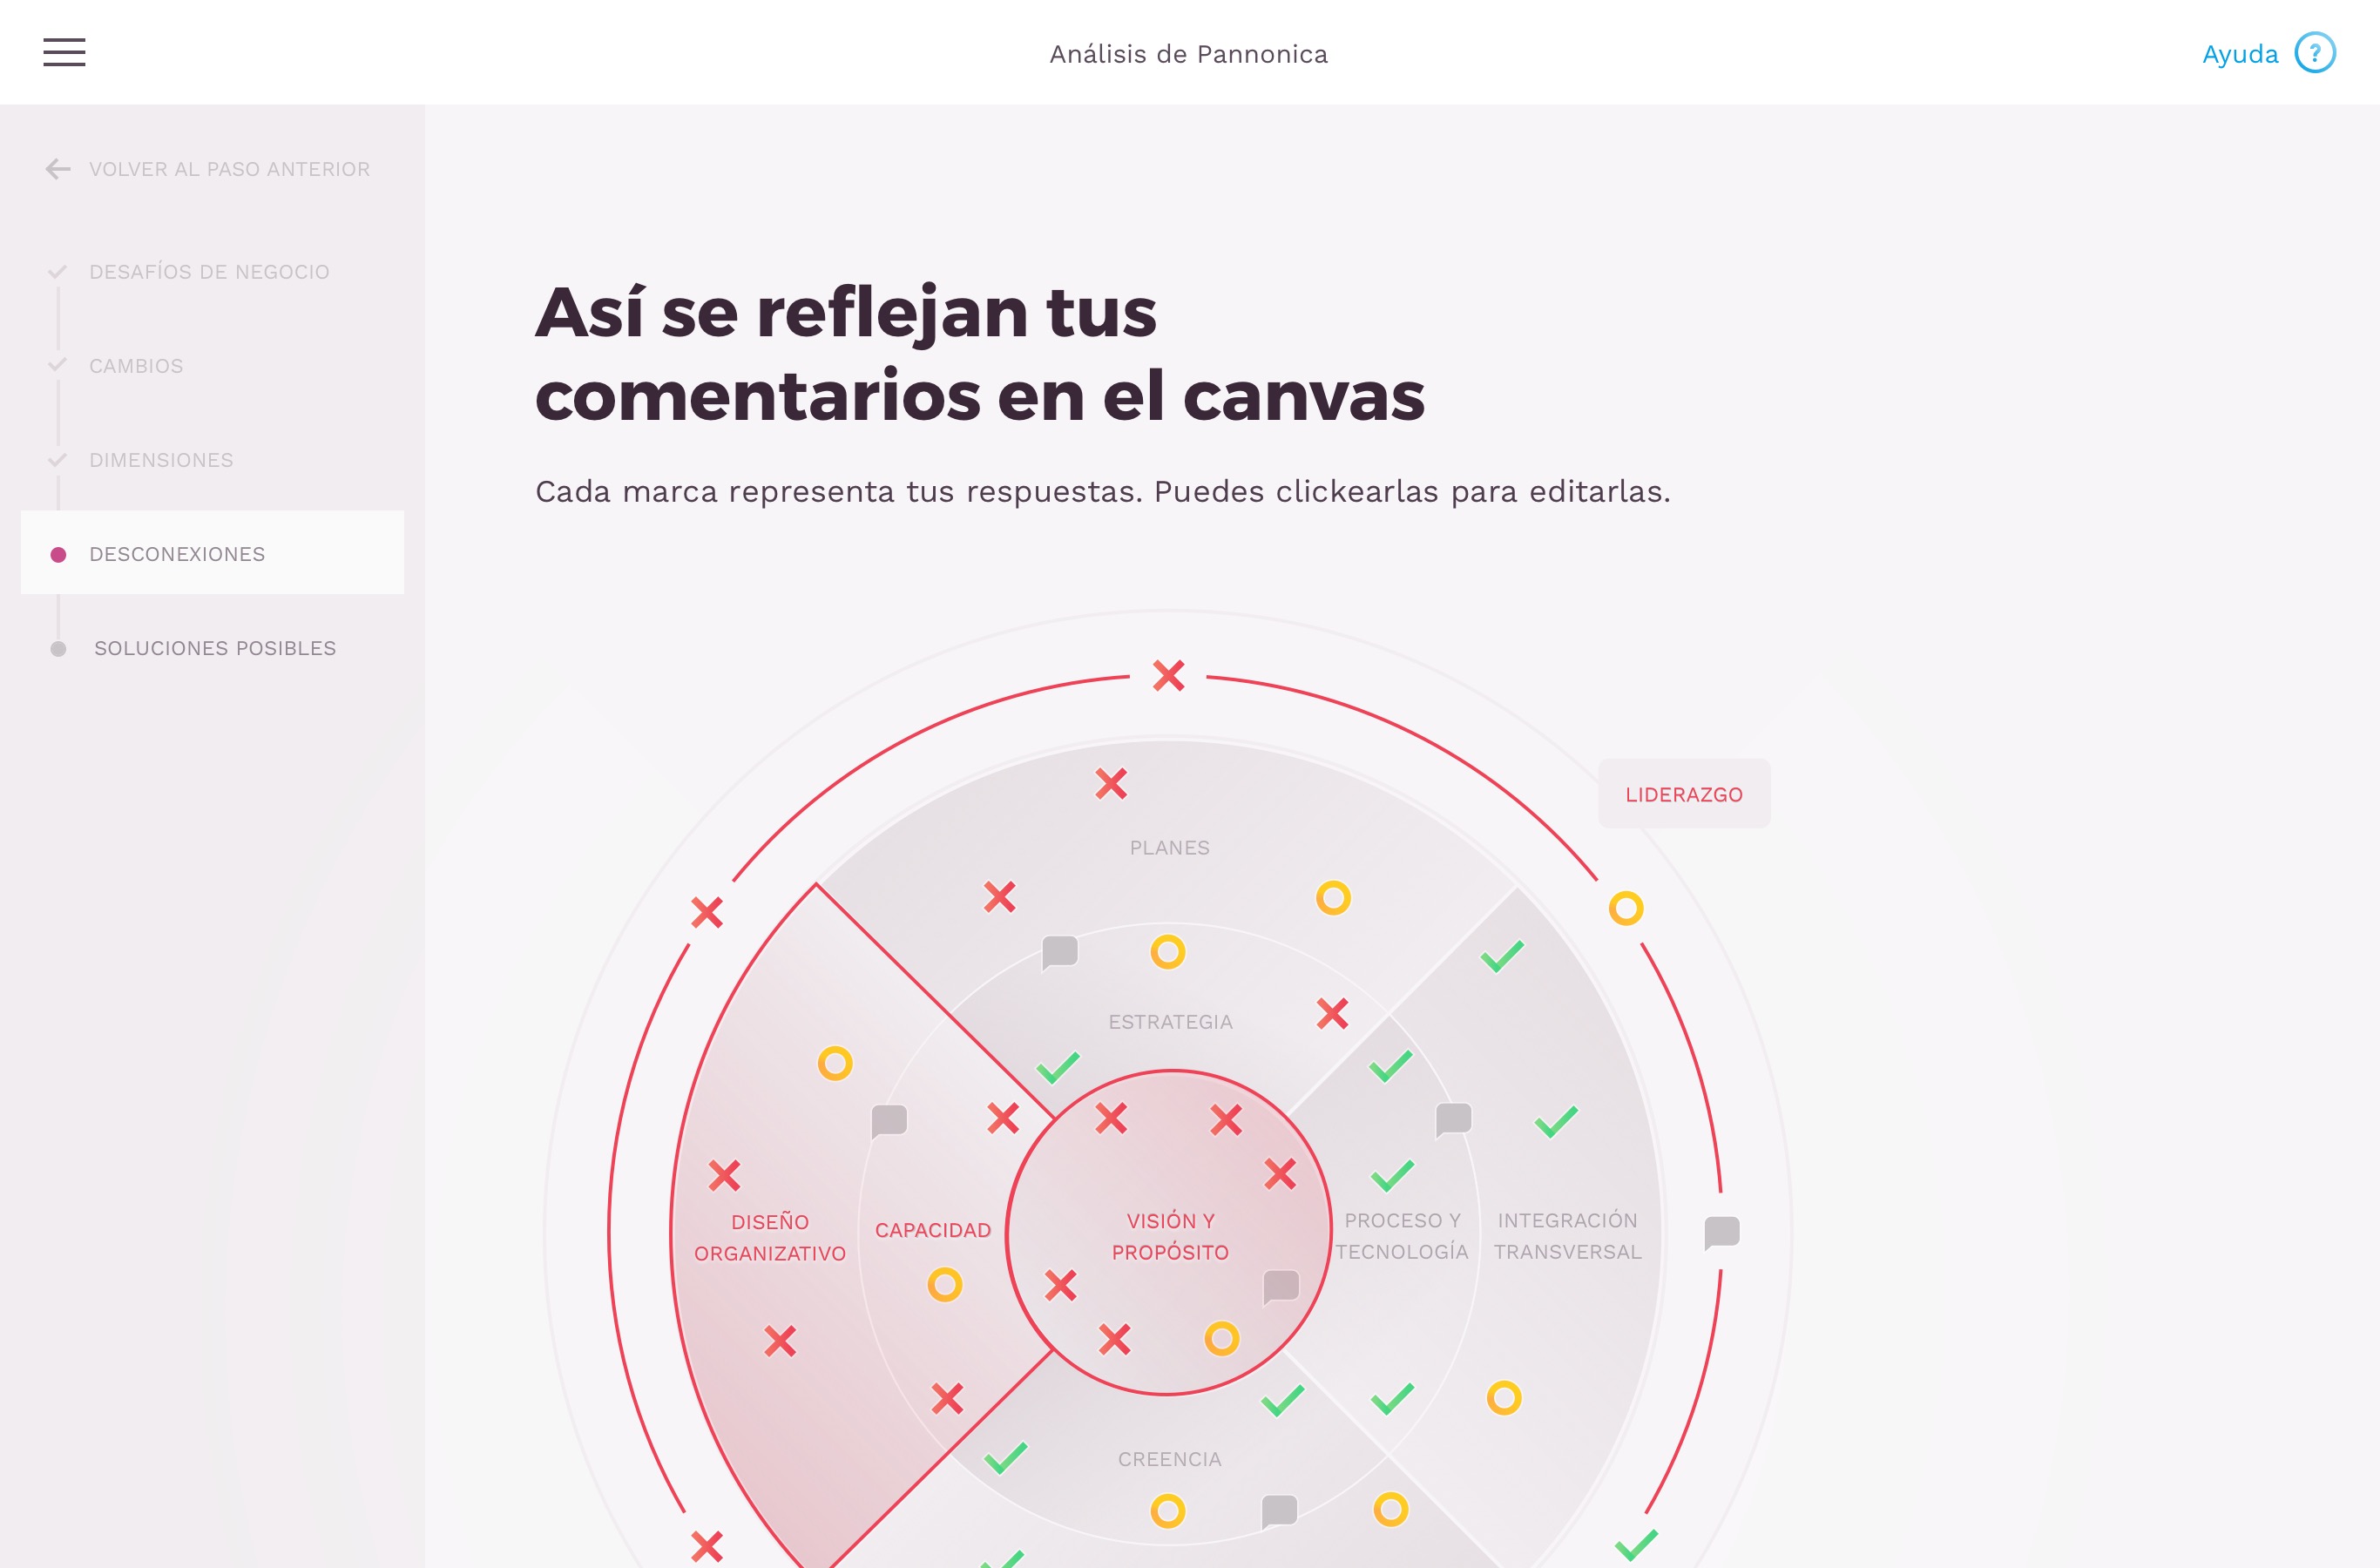 Análisis de Pannonica
Ayuda ?
VOLVER AL PASO ANTERIOR
DESAFÍOS DE NEGOCIO
CAMBIOS
DIMENSIONES
DESCONEXIONES
SOLUCIONES POSIBLES
Así se reflejan tus
comentarios en el canvas
Cada marca representa tus respuestas. Puedes clickearlas para editarlas.
LIDERAZGO
PLANES
ESTRATEGIA
DISEÑO
ORGANIZATIVO
CAPACIDAD
VISIÓN Y
PROPÓSITO
PROCESO Y
TECNOLOGÍA
INTEGRACIÓN
TRANSVERSAL
CREENCIA